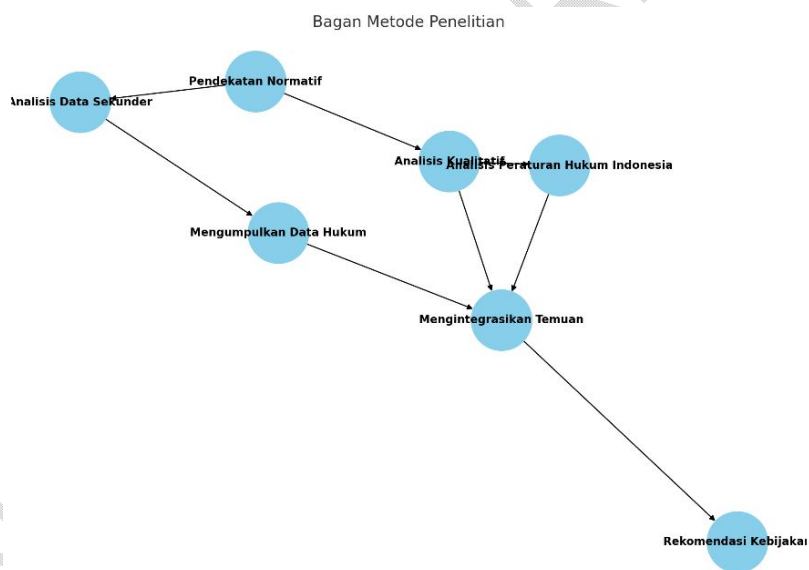 Bagan Metode Penelitian
Pendekatan Normatif
Analisis Data Sekunder
Analisis Kualitatif
Analisis Peraturan Hukum Indonesia
Mengumpulkan Data Hukum
Mengintegrasikan Temuan
Rekomendasi Kebijakan